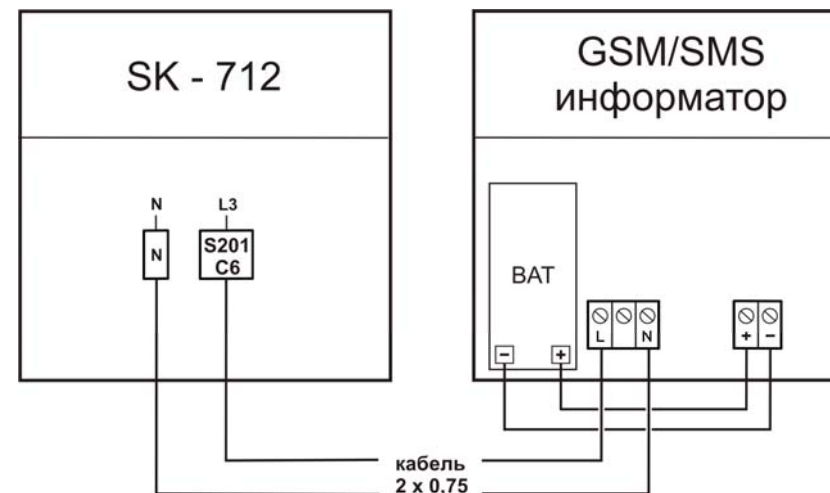 SK - 712
GSM/SMS
информатор
N L3
N
S201
C6
BAT
- +
L N
+ -
кабель
2 x 0,75